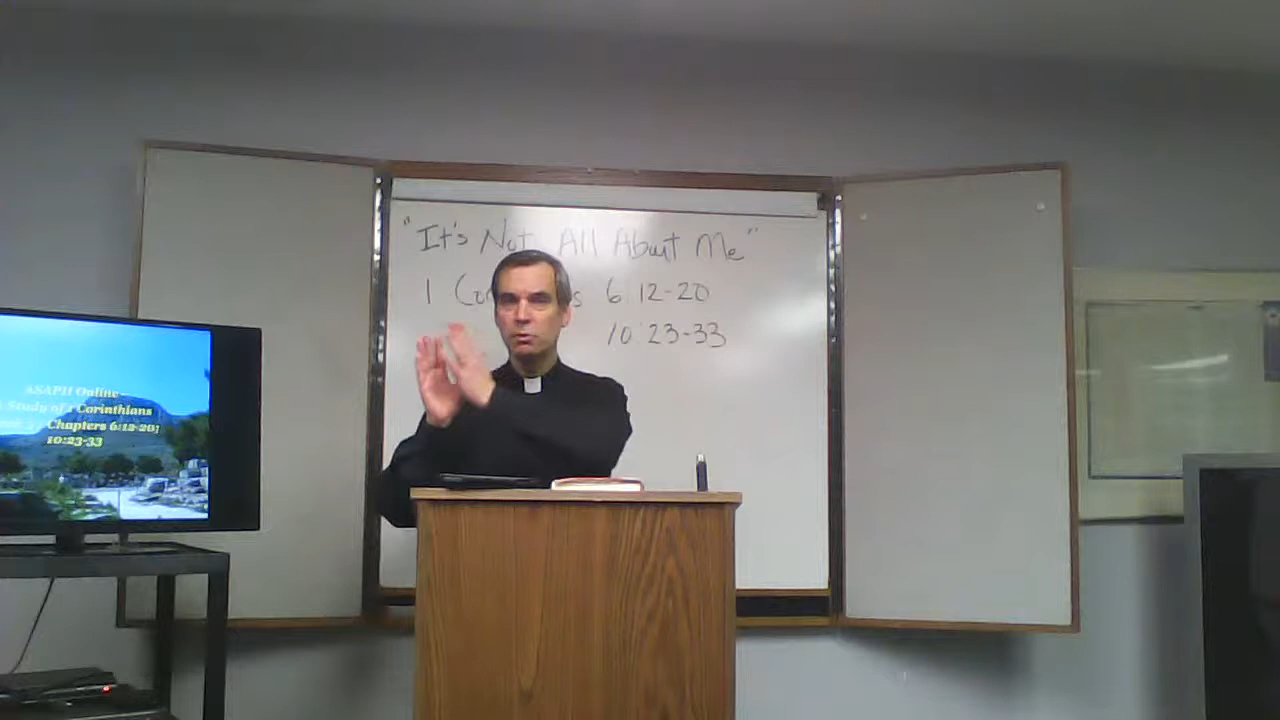 "It's Not All About Me"
1 Co s 6:12-20
10:23-33
ASAPH Online
Study of 1 Corinthians
Chapters 6:12-20;
10:23-33